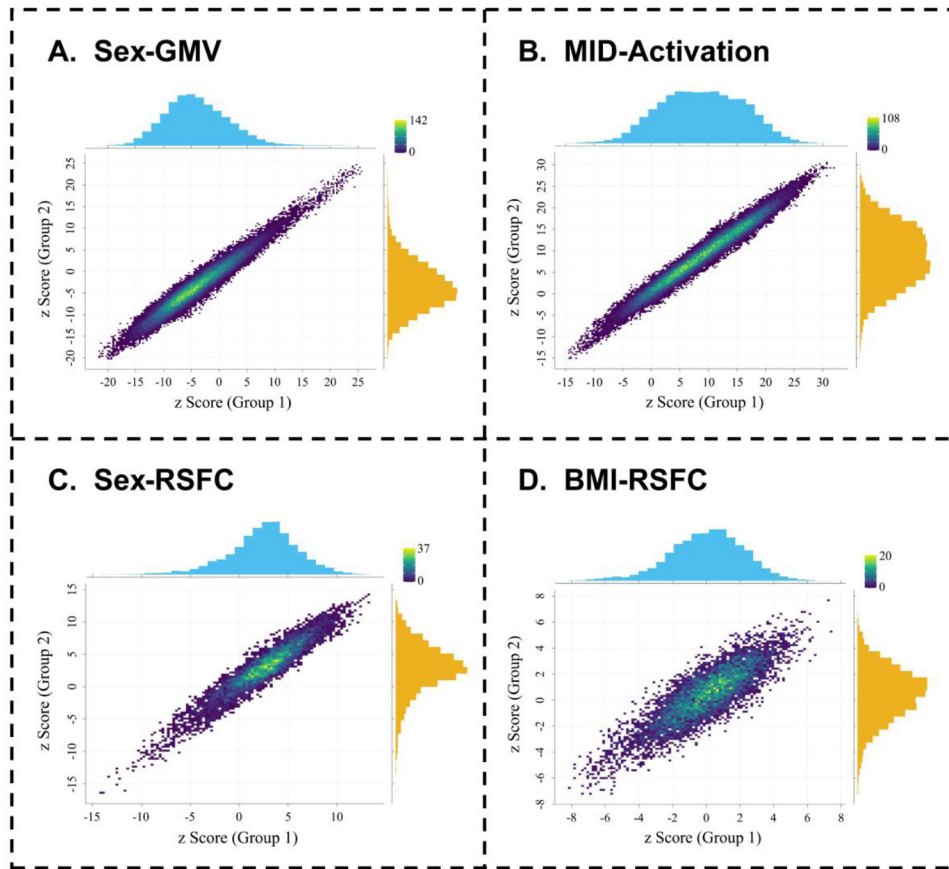 A. Sex-GMV
142
0
25
20
15
10
5
0
-5
-10
-15
-20
z Score (Group 2)
-20 -15 -10 -5 0 5 10 15 20 25
z Score (Group 1)
B. MID-Activation
108
0
30
25
20
15
10
5
0
-5
-10
-15
z Score (Group 2)
-15 -10 -5 0 5 10 15 20 25 30
z Score (Group 1)
C. Sex-RSFC
37
0
15
10
5
0
-5
-10
-15
z Score (Group 2)
-15 -10 -5 0 5 10
z Score (Group 1)
D. BMI-RSFC
20
0
8
6
4
2
0
-2
-4
-6
-8
z Score (Group 2)
-8 -6 -4 -2 0 2 4 6 8
z Score (Group 1)